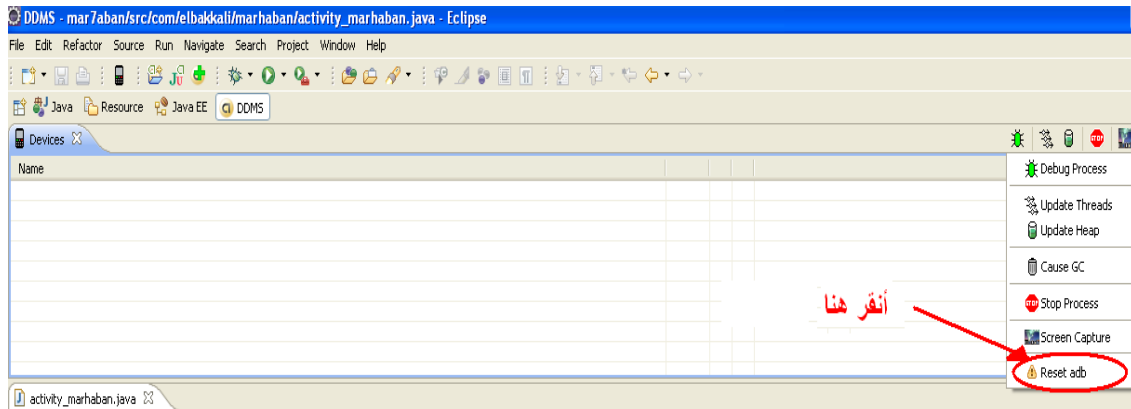 DDMS - mar7aban/src/com/elbakkali/marhaban/activity_marhaban.java - Eclipse
File Edit Refactor Source Run Navigate Search Project Window Help
Java Resource Java EE DDMS
Devices
Name
Debug Process
Update Threads
Update Heap
Cause GC
أنقر هنا
Stop Process
Screen Capture
Reset adb
activity_marhaban.java